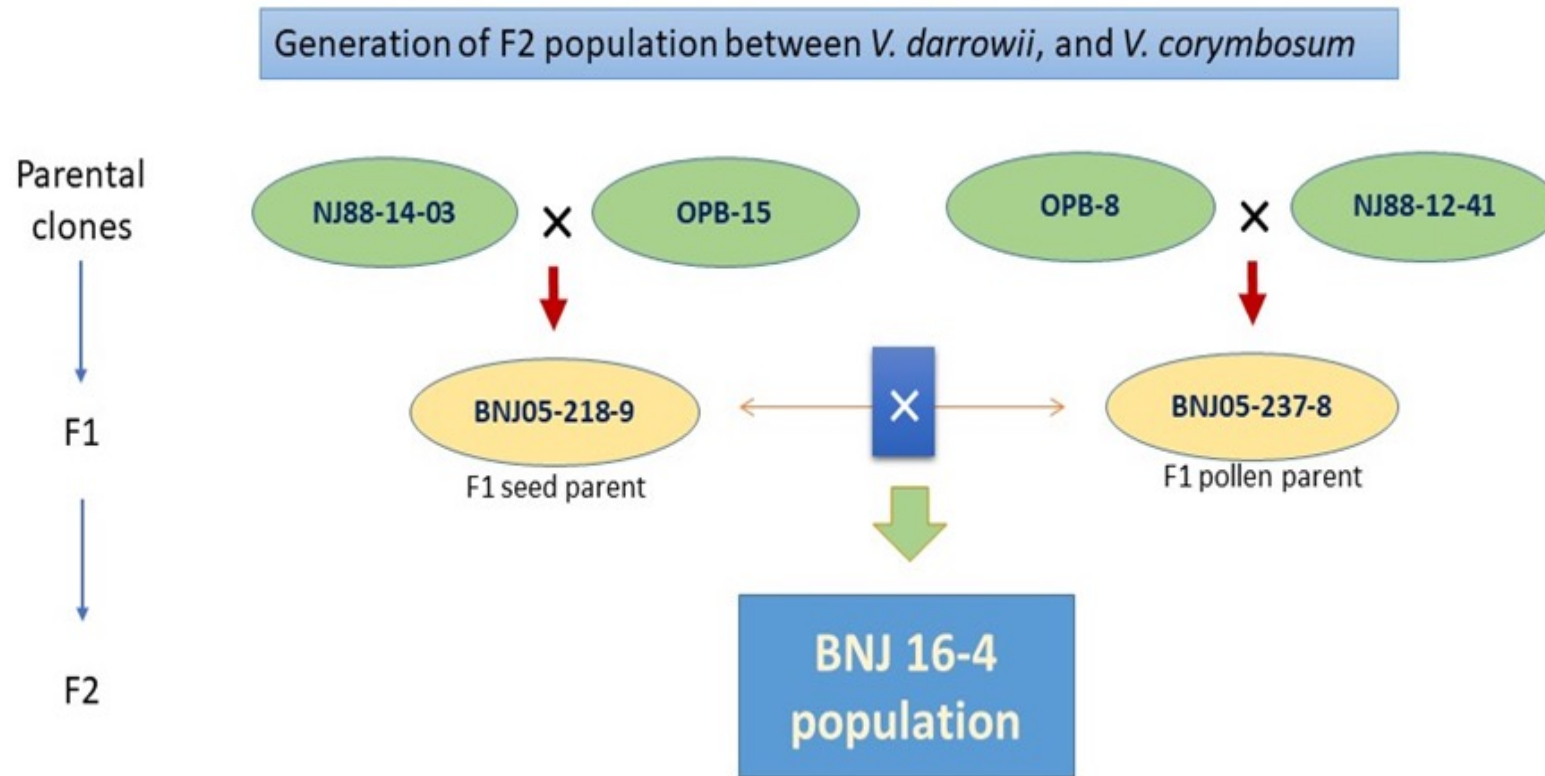 Generation of F2 population between V. darrowii, and V. corymbosum
Parental
clones
NJ88-14-03
X
OPB-15
OPB-8
X
NJ88-12-41
F1
BNJ05-218-9
F1 seed parent
X
BNJ05-237-8
F1 pollen parent
F2
BNJ 16-4
population